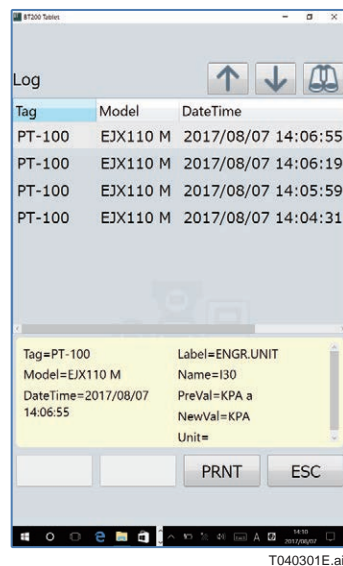 BT200 Tablet
Log
Tag Model DateTime
PT-100 EJX110 M 2017/08/07 14:06:55
PT-100 EJX110 M 2017/08/07 14:06:19
PT-100 EJX110 M 2017/08/07 14:05:59
PT-100 EJX110 M 2017/08/07 14:04:31
Tag=PT-100
Model=EJX110 M
DateTime=2017/08/07
14:06:55
Label=ENGR.UNIT
Name=I30
PreVal=KPA a
NewVal=KPA
Unit=
PRNT ESC
A
14:10
2017/08/07
T040301E.ai